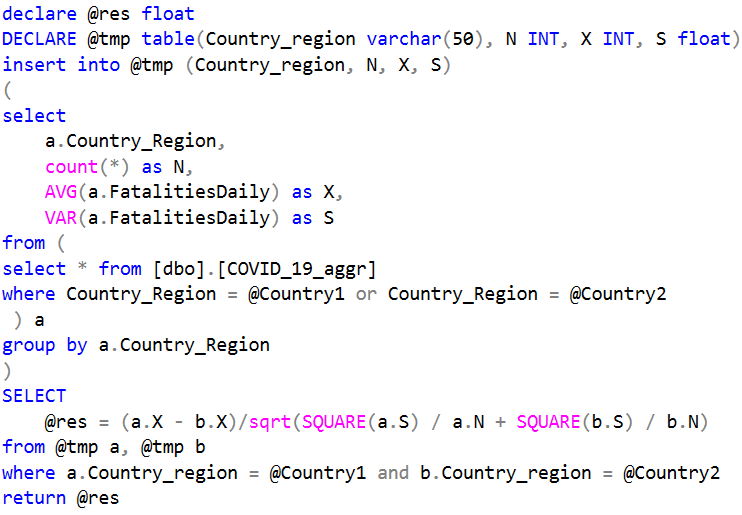 declare @res float
DECLARE @tmp table(Country_region varchar(50), N INT, X INT, S float)
insert into @tmp (Country_region, N, X, S)
(
select
    a.Country_Region,
    count(*) as N,
    AVG(a.FatalitiesDaily) as X,
    VAR(a.FatalitiesDaily) as S
from (
select * from [dbo].[COVID_19_aggr]
where Country_Region = @Country1 or Country_Region = @Country2
 ) a
group by a.Country_Region
)
SELECT
    @res = (a.X - b.X)/sqrt(SQUARE(a.S) / a.N + SQUARE(b.S) / b.N)
from @tmp a, @tmp b
where a.Country_region = @Country1 and b.Country_region = @Country2
return @res